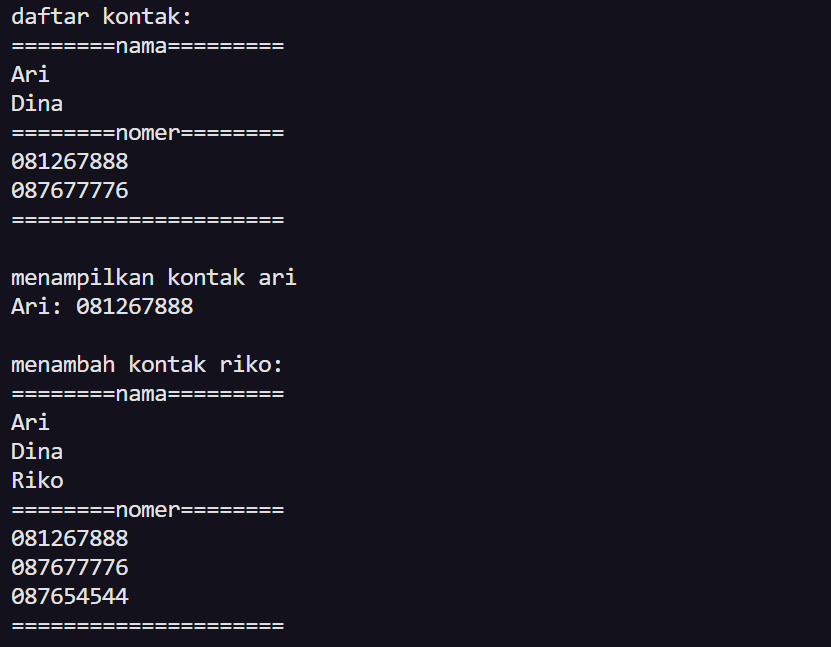 daftar kontak:
========nama=========
Ari
Dina
========nomer========
081267888
087677776
=====================
menampilkan kontak ari
Ari: 081267888
menambah kontak riko:
========nama=========
Ari
Dina
Riko
========nomer========
081267888
087677776
087654544
=====================